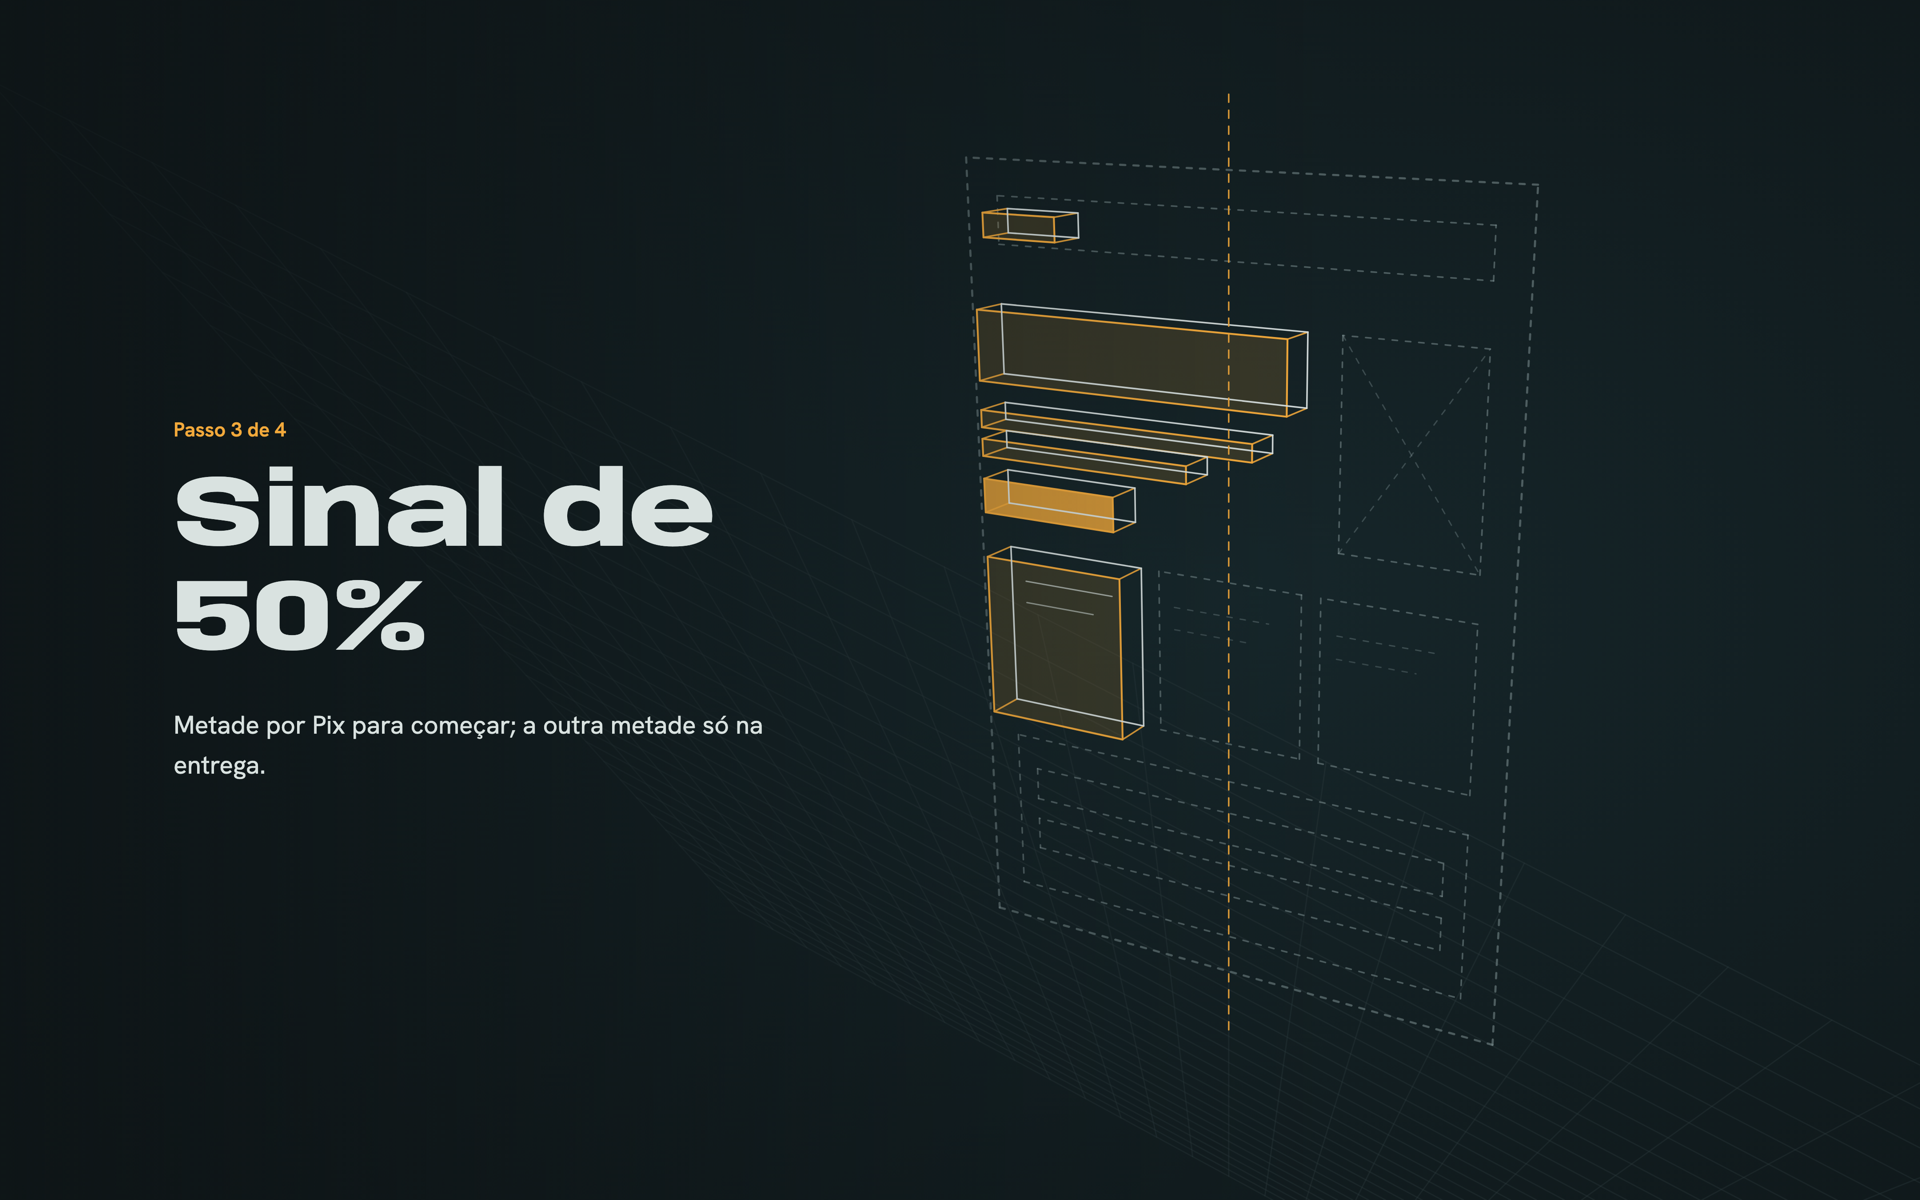 Passo 3 de 4
Sinal de
50%
Metade por Pix para começar; a outra metade só na
entrega.